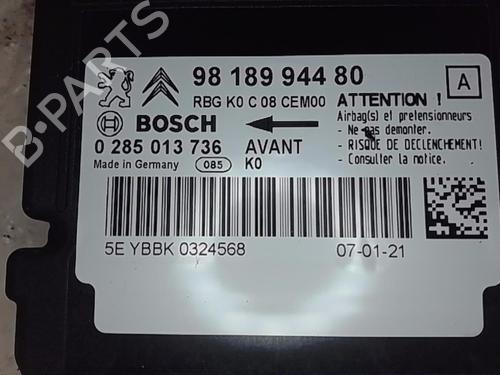 98 189 944 80
A
RBG K0 C 08 CEM00
ATTENTION !
BOSCH
Airbag(s) et pretensionneurs
- Ne pas demonter.
0 285 013 736 AVANT
- RISQUE DE DECLENCHEMENT!
Made in Germany 085 K0
- Consulter la notice.
5E YBBK 0324568
07-01-21
B-Parts